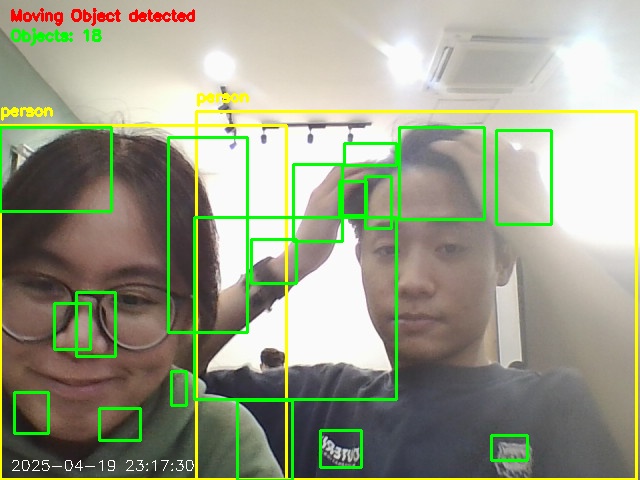 Moving Object detected
Objects: 18
person
person
2025-04-19 23:17:30